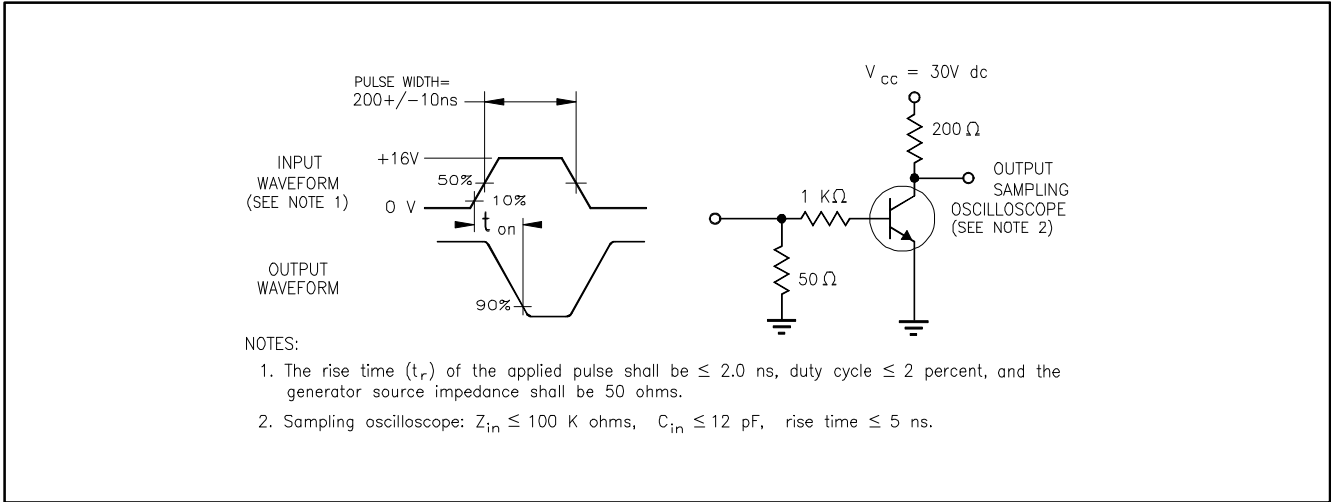 PULSE WIDTH=
200+/-10ns
INPUT
WAVEFORM
(SEE NOTE 1)
+16V
50%
10%
0 V
t on
OUTPUT
WAVEFORM
90%
V cc = 30V dc
200 Ω
OUTPUT
SAMPLING
OSCILLOSCOPE
(SEE NOTE 2)
1 KΩ
50 Ω
NOTES:
1. The rise time (tr) of the applied pulse shall be ≤ 2.0 ns, duty cycle ≤ 2 percent, and the
generator source impedance shall be 50 ohms.
2. Sampling oscilloscope: Zin ≤ 100 K ohms, Cin ≤ 12 pF, rise time ≤ 5 ns.